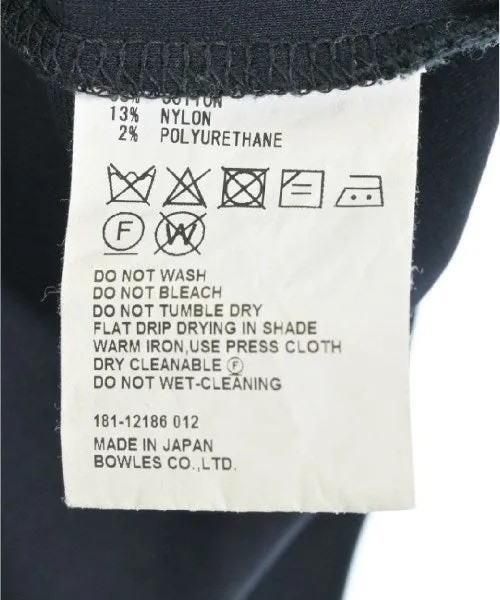 COTTON
13% NYLON
2% POLYURETHANE
F W
DO NOT WASH
DO NOT BLEACH
DO NOT TUMBLE DRY
FLAT DRIP DRYING IN SHADE
WARM IRON,USE PRESS CLOTH
DRY CLEANABLE Ⓕ
DO NOT WET-CLEANING
181-12186 012
MADE IN JAPAN
BOWLES CO.,LTD.